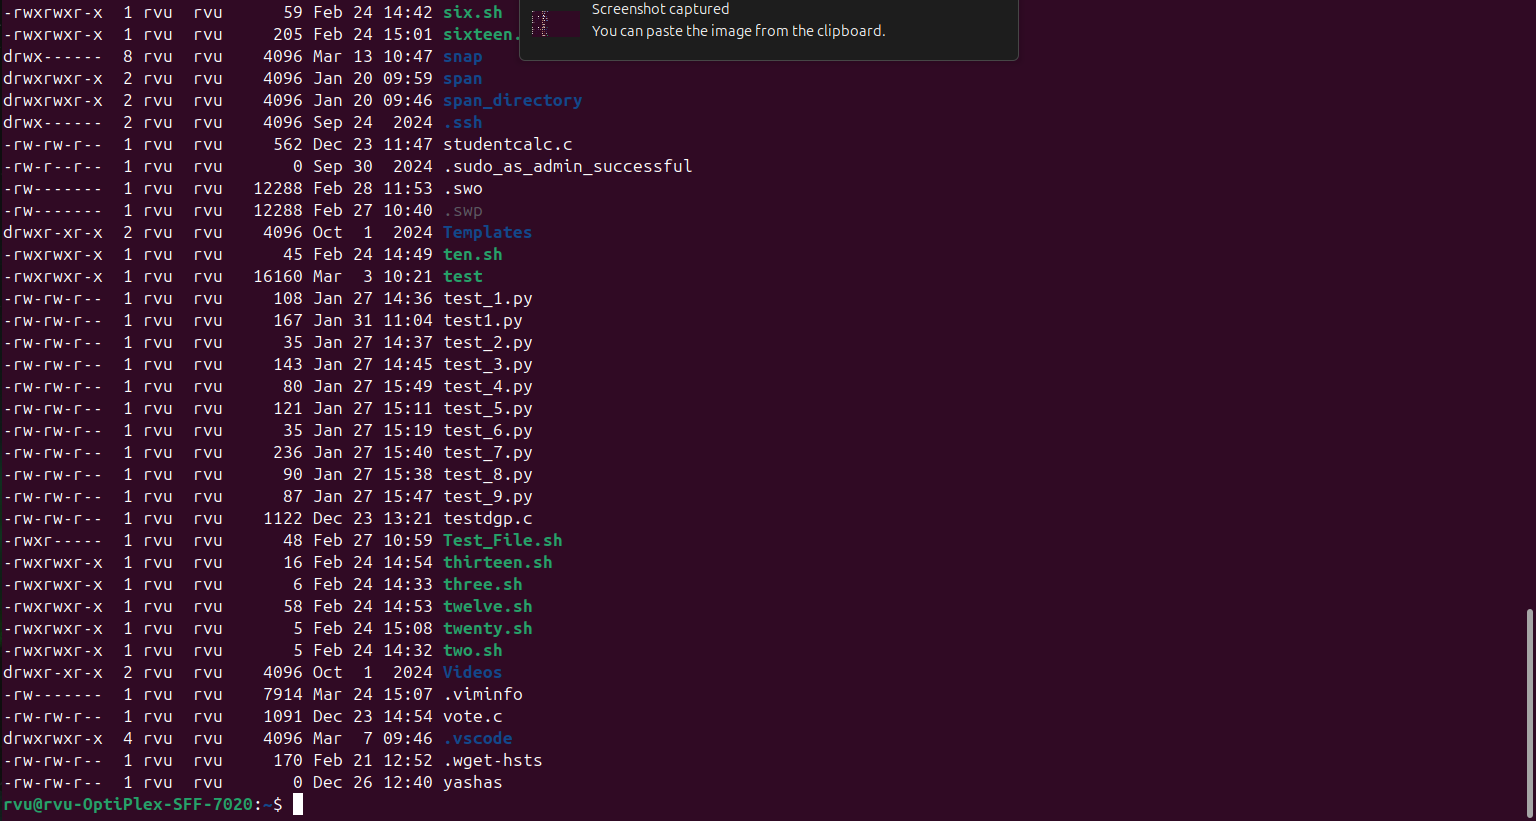 -rwxrwxr-x  1 rvu  rvu      59 Feb 24 14:42 six.sh
Screenshot captured
-rwxrwxr-x  1 rvu  rvu     205 Feb 24 15:01 sixteen.
You can paste the image from the clipboard.
drwx------  8 rvu  rvu    4096 Mar 13 10:47 snap
drwxrwxr-x  2 rvu  rvu    4096 Jan 20 09:59 span
drwxrwxr-x  2 rvu  rvu    4096 Jan 20 09:46 span_directory
drwx------  2 rvu  rvu    4096 Sep 24  2024 .ssh
-rw-rw-r--  1 rvu  rvu     562 Dec 23 11:47 studentcalc.c
-rw-r--r--  1 rvu  rvu       0 Sep 30  2024 .sudo_as_admin_successful
-rw-------  1 rvu  rvu   12288 Feb 28 11:53 .swo
-rw-------  1 rvu  rvu   12288 Feb 27 10:40 .swp
drwxr-xr-x  2 rvu  rvu    4096 Oct  1  2024 Templates
-rwxrwxr-x  1 rvu  rvu      45 Feb 24 14:49 ten.sh
-rwxrwxr-x  1 rvu  rvu   16160 Mar  3 10:21 test
-rw-rw-r--  1 rvu  rvu     108 Jan 27 14:36 test_1.py
-rw-rw-r--  1 rvu  rvu     167 Jan 31 11:04 test1.py
-rw-rw-r--  1 rvu  rvu      35 Jan 27 14:37 test_2.py
-rw-rw-r--  1 rvu  rvu     143 Jan 27 14:45 test_3.py
-rw-rw-r--  1 rvu  rvu      80 Jan 27 15:49 test_4.py
-rw-rw-r--  1 rvu  rvu     121 Jan 27 15:11 test_5.py
-rw-rw-r--  1 rvu  rvu      35 Jan 27 15:19 test_6.py
-rw-rw-r--  1 rvu  rvu     236 Jan 27 15:40 test_7.py
-rw-rw-r--  1 rvu  rvu      90 Jan 27 15:38 test_8.py
-rw-rw-r--  1 rvu  rvu      87 Jan 27 15:47 test_9.py
-rw-rw-r--  1 rvu  rvu    1122 Dec 23 13:21 testdgp.c
-rwxr-----  1 rvu  rvu      48 Feb 27 10:59 Test_File.sh
-rwxrwxr-x  1 rvu  rvu      16 Feb 24 14:54 thirteen.sh
-rwxrwxr-x  1 rvu  rvu       6 Feb 24 14:33 three.sh
-rwxrwxr-x  1 rvu  rvu      58 Feb 24 14:53 twelve.sh
-rwxrwxr-x  1 rvu  rvu       5 Feb 24 15:08 twenty.sh
-rwxrwxr-x  1 rvu  rvu       5 Feb 24 14:32 two.sh
drwxr-xr-x  2 rvu  rvu    4096 Oct  1  2024 Videos
-rw-------  1 rvu  rvu    7914 Mar 24 15:07 .viminfo
-rw-rw-r--  1 rvu  rvu    1091 Dec 23 14:54 vote.c
drwxrwxr-x  4 rvu  rvu    4096 Mar  7 09:46 .vscode
-rw-rw-r--  1 rvu  rvu     170 Feb 21 12:52 .wget-hsts
-rw-rw-r--  1 rvu  rvu       0 Dec 26 12:40 yashas
rvu@rvu-OptiPlex-SFF-7020:~$